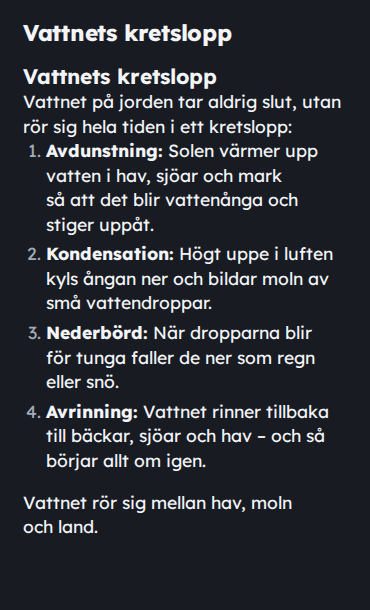 Vattnets kretslopp
Vattnets kretslopp
Vattnet på jorden tar aldrig slut, utan
rör sig hela tiden i ett kretslopp:
1. Avdunstning: Solen värmer upp
vatten i hav, sjöar och mark
så att det blir vattenånga och
stiger uppåt.
2. Kondensation: Högt uppe i luften
kyls ångan ner och bildar moln av
små vattendroppar.
3. Nederbörd: När dropparna blir
för tunga faller de ner som regn
eller snö.
4. Avrinning: Vattnet rinner tillbaka
till bäckar, sjöar och hav – och så
börjar allt om igen.
Vattnet rör sig mellan hav, moln
och land.